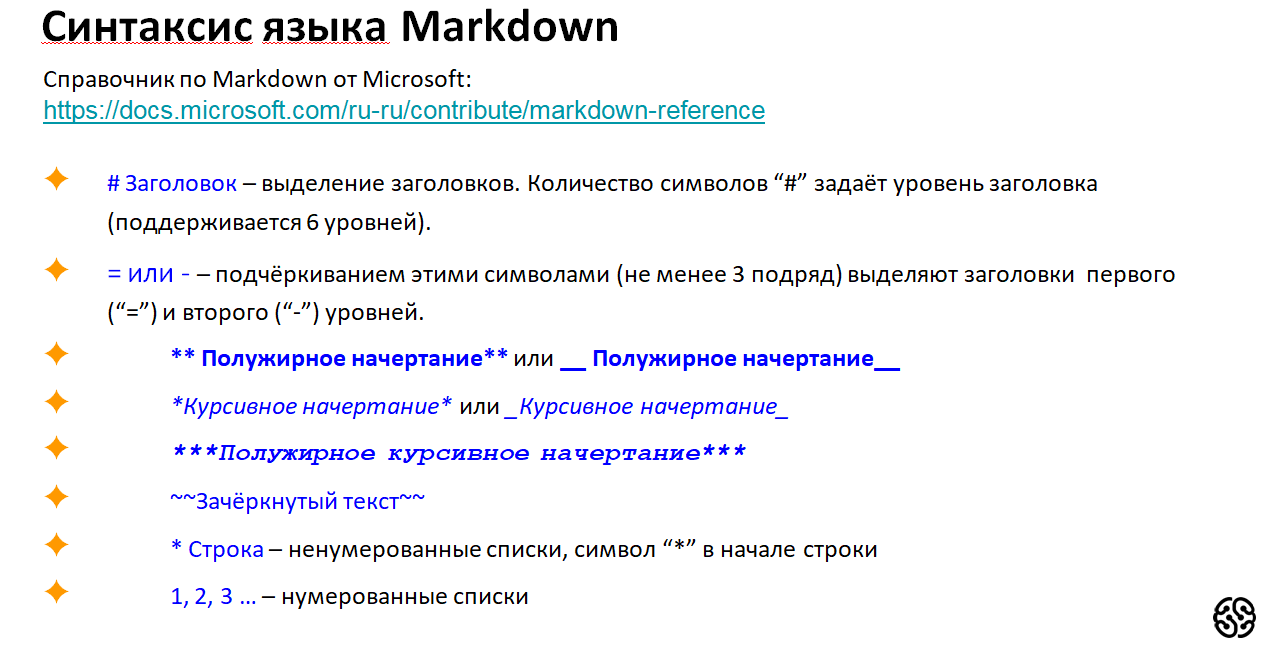 Синтаксис языка Markdown
Справочник по Markdown от Microsoft:
https://docs.microsoft.com/ru-ru/contribute/markdown-reference
# Заголовок – выделение заголовков. Количество символов “#” задаёт уровень заголовка
(поддерживается 6 уровней).
= или - – подчёркиванием этими символами (не менее 3 подряд) выделяют заголовки первого
(“=”) и второго (“-”) уровней.
** Полужирное начертание** или __ Полужирное начертание__
*Курсивное начертание* или _Курсивное начертание_
***Полужирное курсивное начертание***
~~Зачёркнутый текст~~
* Строка – ненумерованные списки, символ “*” в начале строки
1, 2, 3 … – нумерованные списки